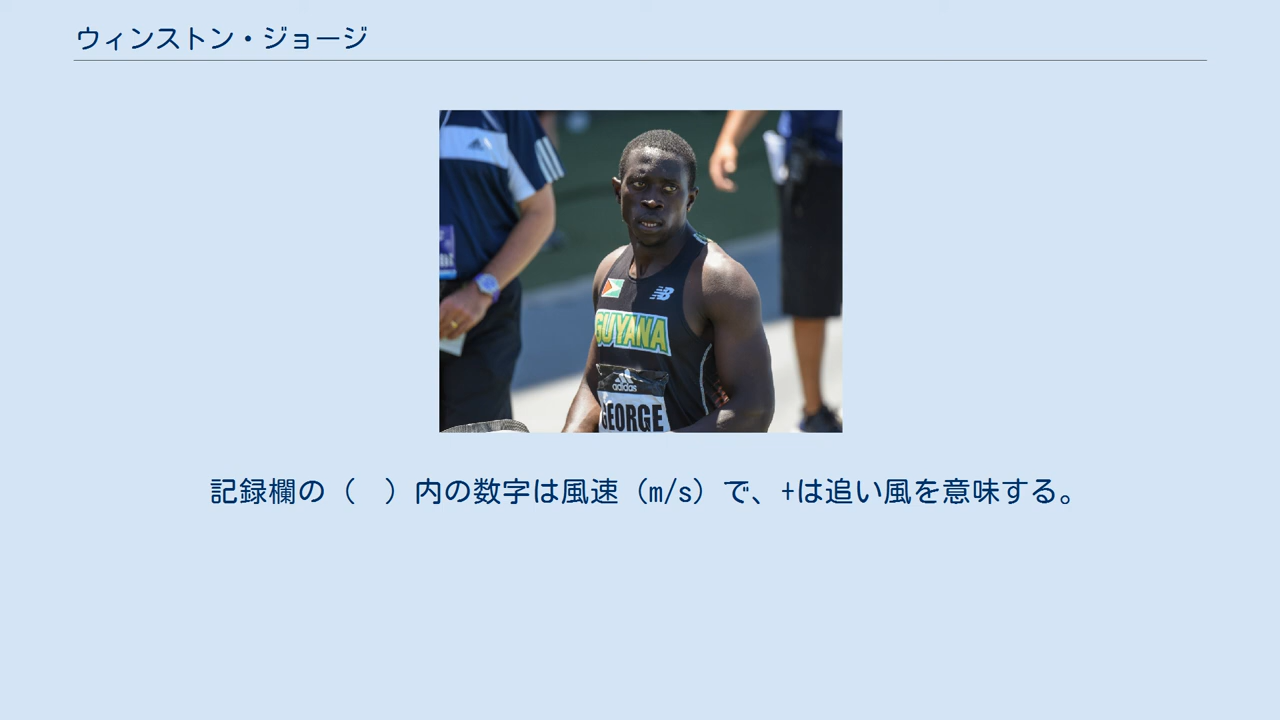 ウィンストン・ジョージ
GUYANA
adidas
GEORGE
記録欄の（　）内の数字は風速（m/s）で、+は追い風を意味する。